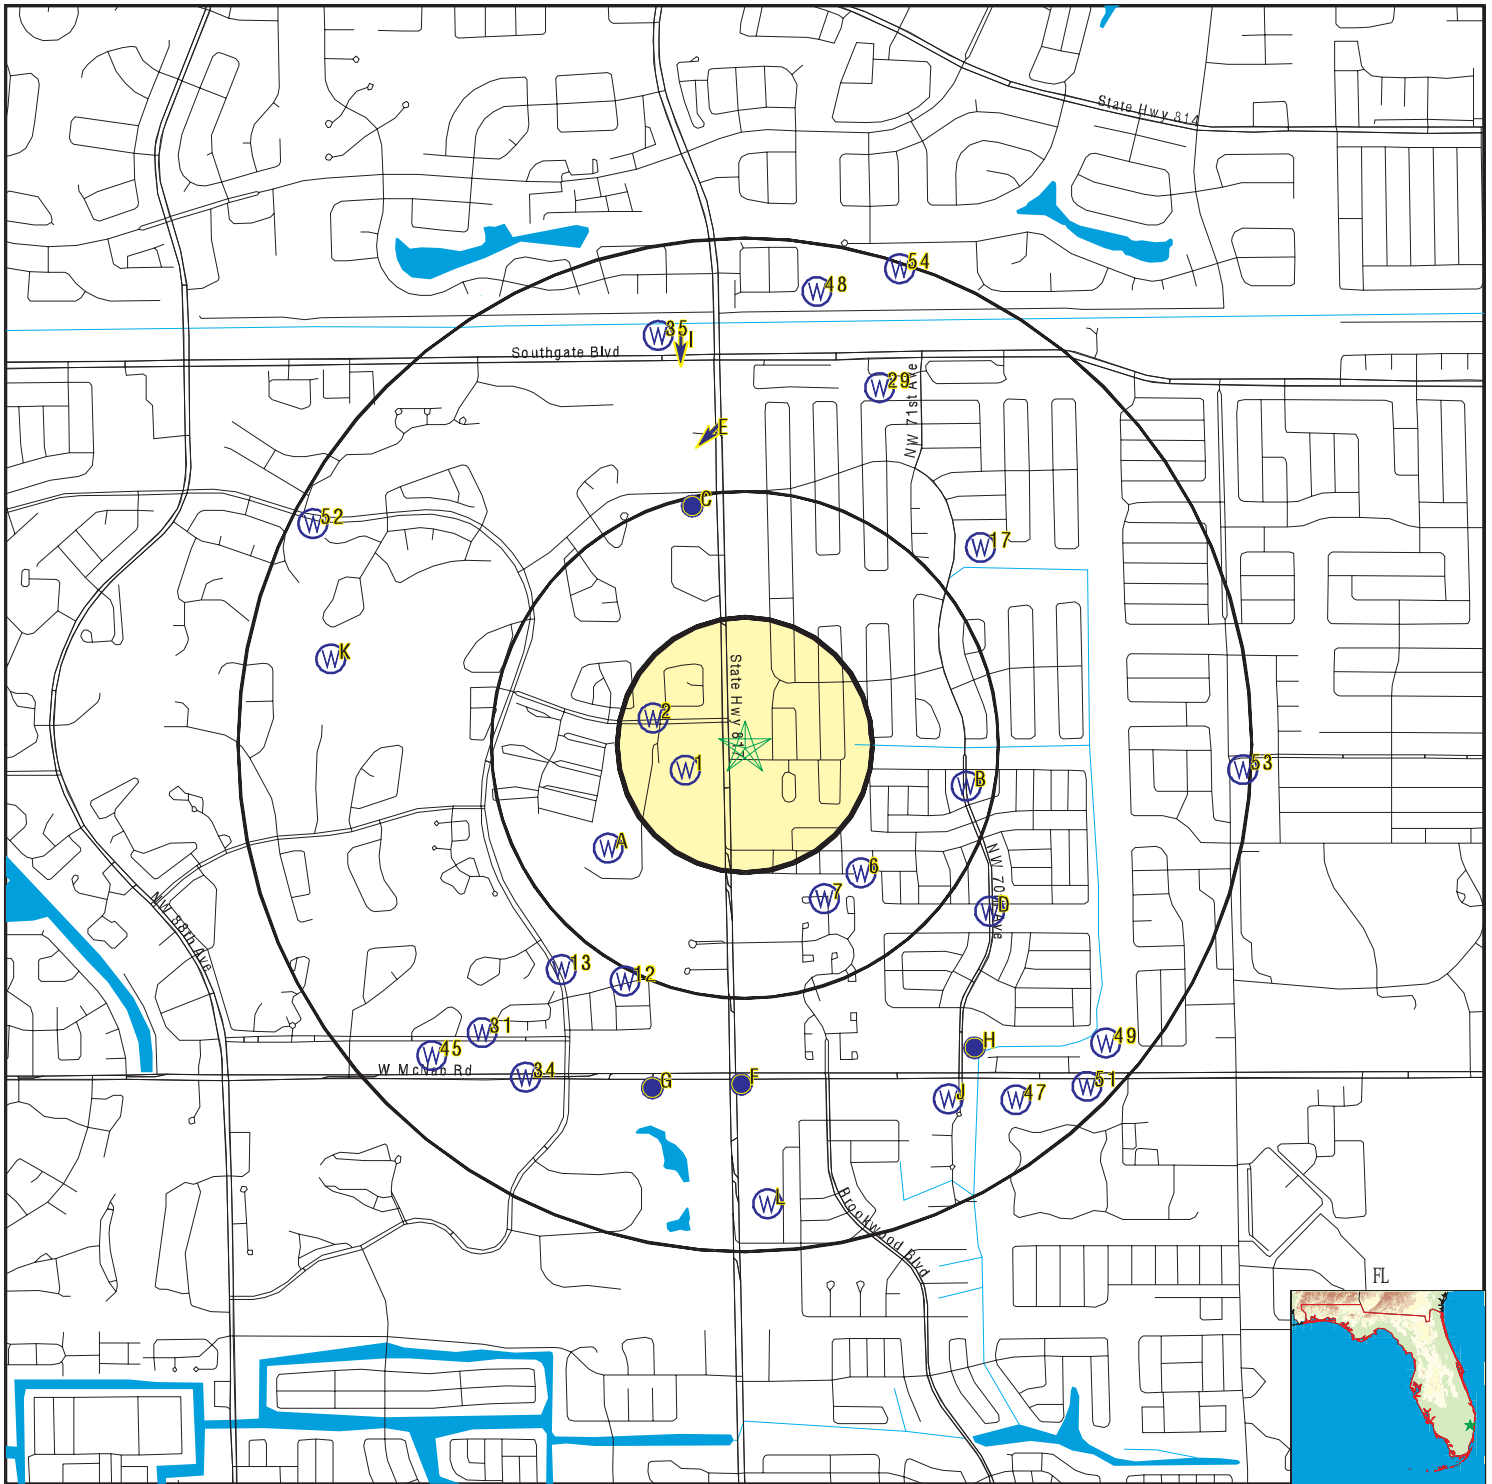 State Hwy 814
W 54
W 48
W 35
I
Southgate Blvd
W 29
NW 71st Ave
E
C
W 52
W 17
W K
State Hwy 817
W 2
W 1
W 53
W B
W A
NW 70th Ave
W 6
W 7
W D
NW 88th Ave
W 13
W 12
W 31
W 45
H
W 49
W McNab Rd
W 34
G
F
W J
W 47
W 51
W L
Brookwood Blvd
FL